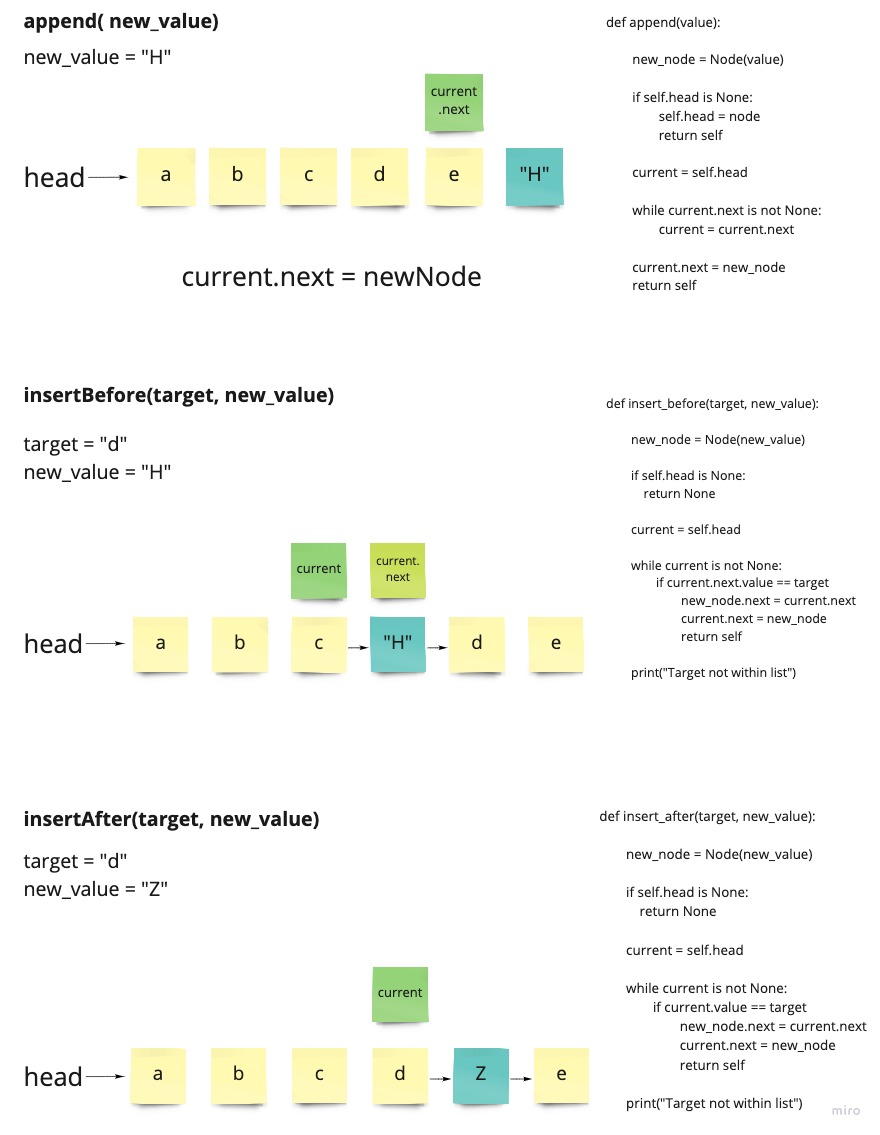 append( new_value)
new_value = "H"
current
.next
head
a
b
c
d
e
"H"
current.next = newNode
def append(value):
new_node = Node(value)
if self.head is None:
self.head = node
return self
current = self.head
while current.next is not None:
current = current.next
current.next = new_node
return self
insertBefore(target, new_value)
target = "d"
new_value = "H"
current
current.
next
head
a
b
c
"H"
d
e
def insert_before(target, new_value):
new_node = Node(new_value)
if self.head is None:
return None
current = self.head
while current is not None:
if current.next.value == target
new_node.next = current.next
current.next = new_node
return self
print("Target not within list")
insertAfter(target, new_value)
target = "d"
new_value = "Z"
current
head
a
b
c
d
Z
e
def insert_after(target, new_value):
new_node = Node(new_value)
if self.head is None:
return None
current = self.head
while current is not None:
if current.value == target
new_node.next = current.next
current.next = new_node
return self
print("Target not within list")
miro